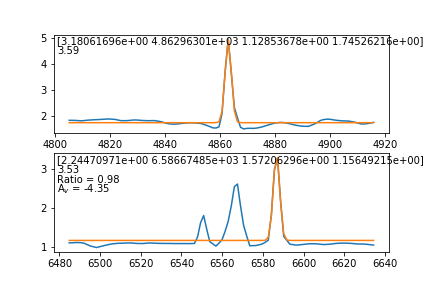 [3.18061696e+00 4.86296301e+03 1.12853678e+00 1.74526216e+00]
3.59
5
4
3
2
4800 4820 4840 4860 4880 4900 4920
[2.24470971e+00 6.58667485e+03 1.57206296e+00 1.15649215e+00]
3.53
Ratio = 0.98
Av = -4.35
3
2
1
6480 6500 6520 6540 6560 6580 6600 6620 6640